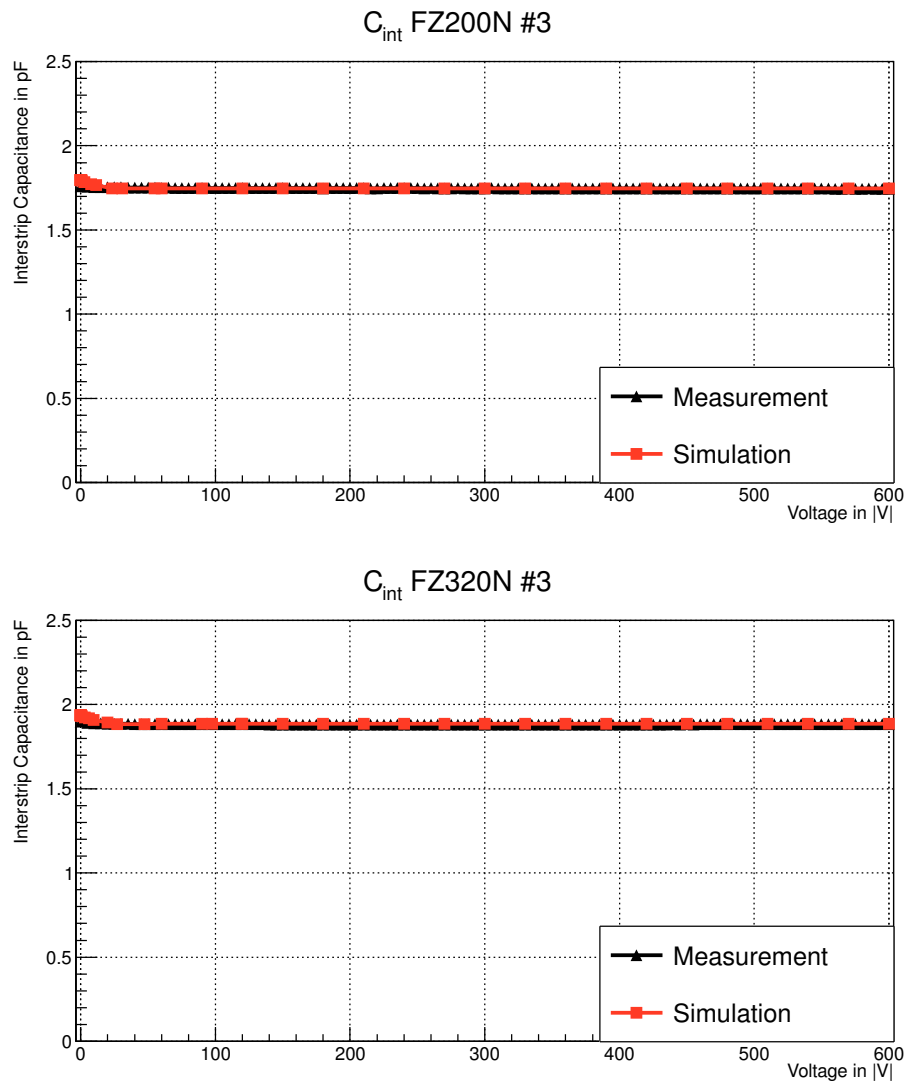 C_int FZ200N #3
Interstrip Capacitance in pF
2.5
2
1.5
1
0.5
0
Measurement
Simulation
0 100 200 300 400 500 600
Voltage in |V|
C_int FZ320N #3
Interstrip Capacitance in pF
2.5
2
1.5
1
0.5
0
Measurement
Simulation
0 100 200 300 400 500 600
Voltage in |V|